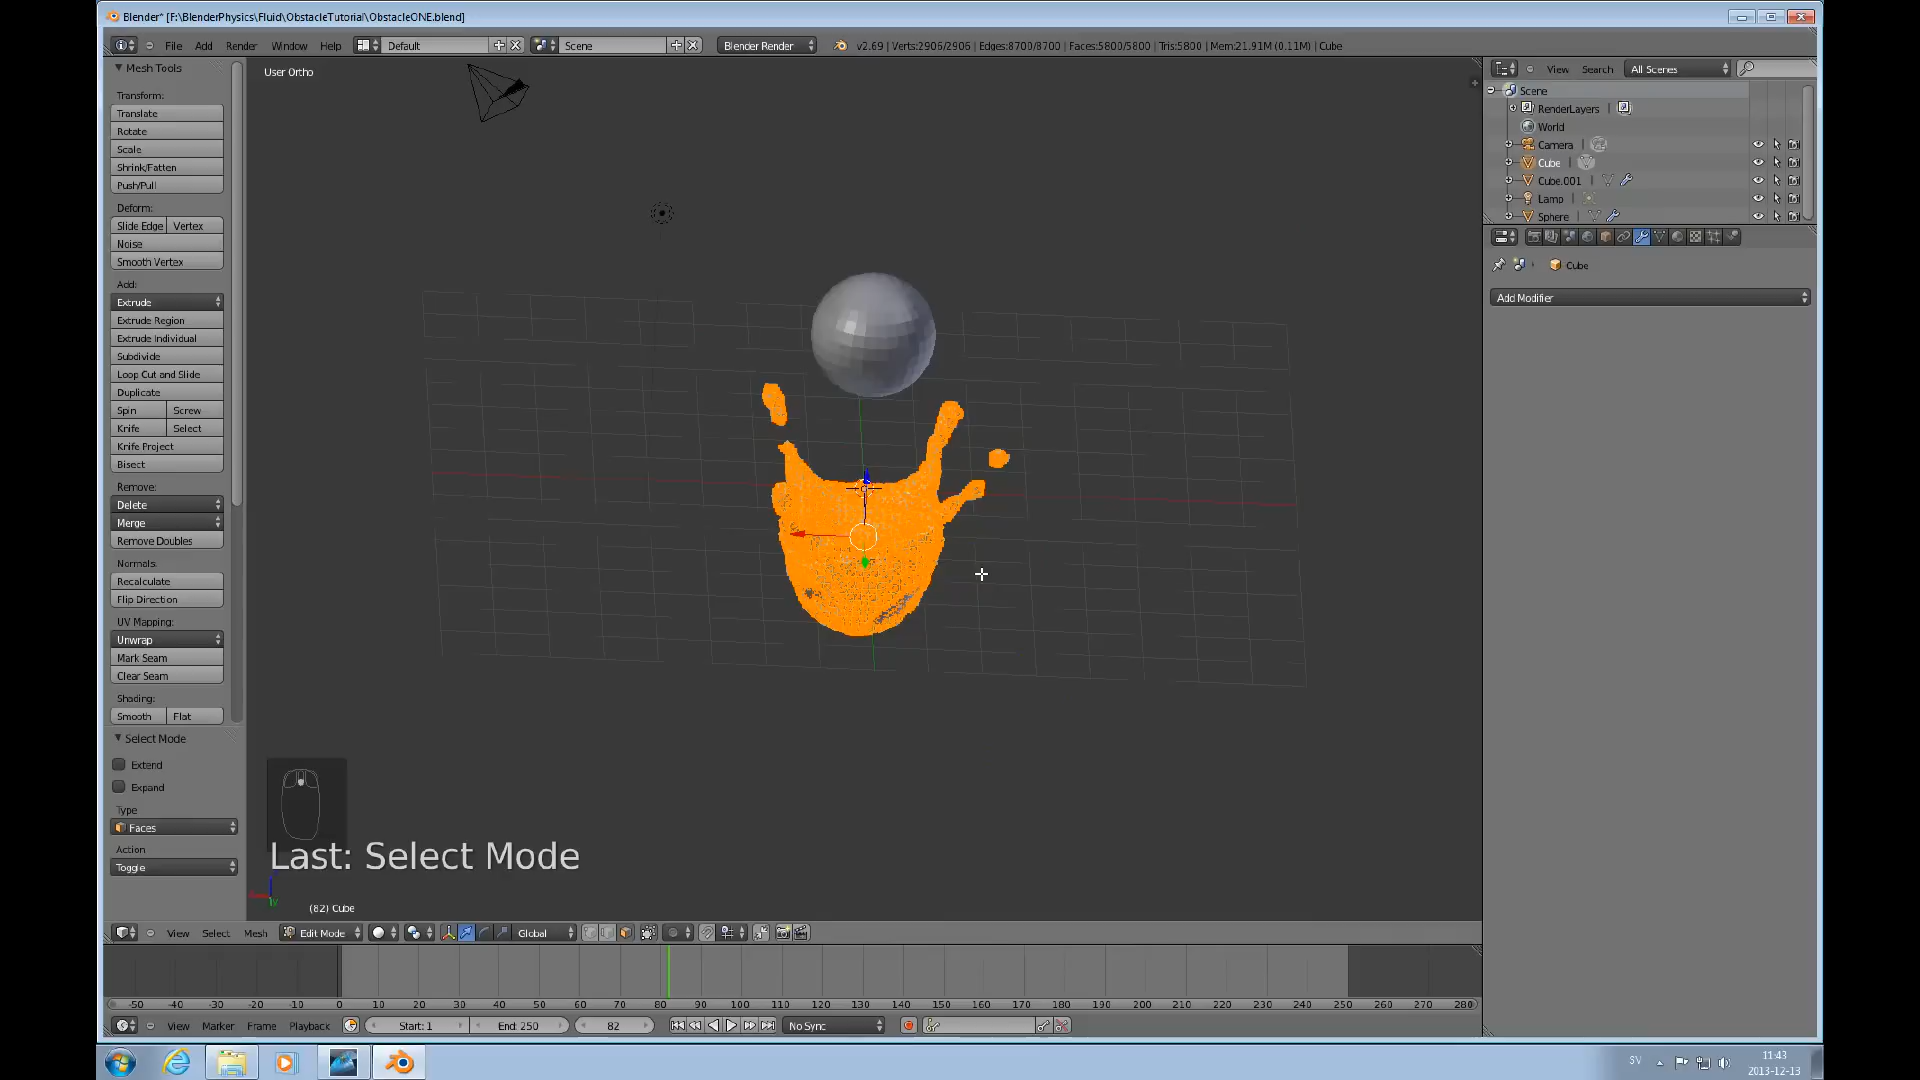 Blender* [F:\BlenderPhysics\Fluid\ObstacleTutorial\ObstacleONE.blend]
File Add Render Window Help Default Scene Blender Render v2.69 | Verts:2906/2906 | Edges:8700/8700 | Faces:5800/5800 | Tris:5800 | Mem:21.91M (0.11M) | Cube
Mesh Tools
Transform:
Translate
Rotate
Scale
Shrink/Fatten
Push/Pull
Deform:
Slide Edge Vertex
Noise
Smooth Vertex
Add:
Extrude
Extrude Region
Extrude Individual
Subdivide
Loop Cut and Slide
Duplicate
Spin Screw
Knife Select
Knife Project
Bisect
Remove:
Delete
Merge
Remove Doubles
Normals:
Recalculate
Flip Direction
UV Mapping:
Unwrap
Mark Seam
Clear Seam
Shading:
Smooth Flat
Select Mode
Extend
Expand
Type
Faces
Action
Toggle
User Ortho
Last: Select Mode
(82) Cube
View Search All Scenes
Scene
RenderLayers
World
Camera
Cube
Cube.001
Lamp
Sphere
Cube
Add Modifier
View Select Mesh Edit Mode Global
-50 -40 -30 -20 -10 0 10 20 30 40 50 60 70 80 90 100 110 120 130 140 150 160 170 180 190 200 210 220 230 240 250 260 270 280
View Marker Frame Playback Start: 1 End: 250 82 No Sync
SV
11:43
2013-12-13